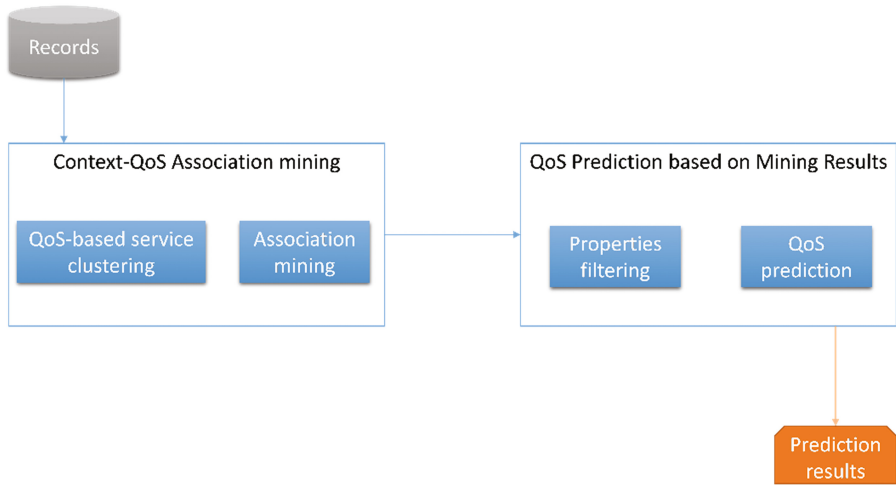 Records
Context-QoS Association mining
QoS-based service
clustering
Association
mining
QoS Prediction based on Mining Results
Properties
filtering
QoS
prediction
Prediction
results